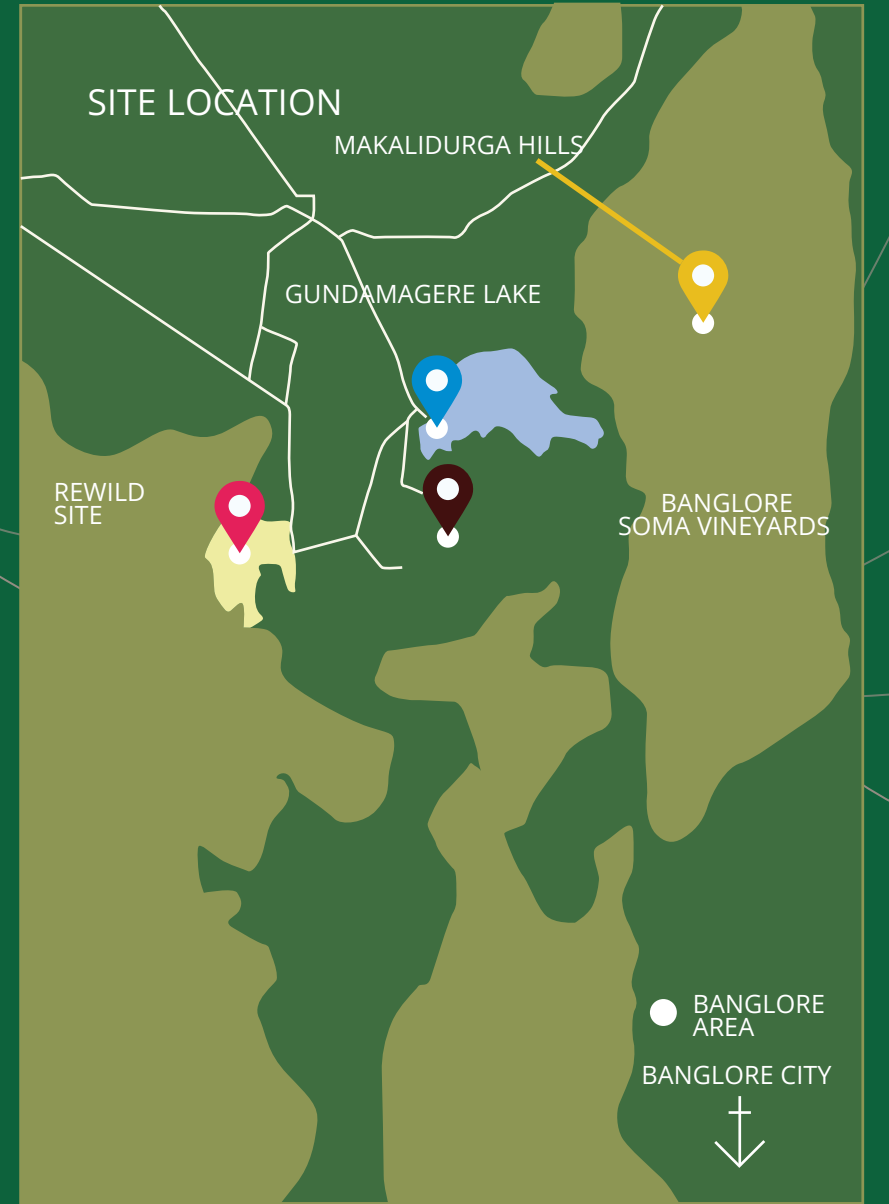 SITE LOCATION
MAKALIDURGA HILLS
GUNDAMAGERE LAKE
REWILD
SITE
BANGLORE
SOMA VINEYARDS
BANGLORE
AREA
BANGLORE CITY